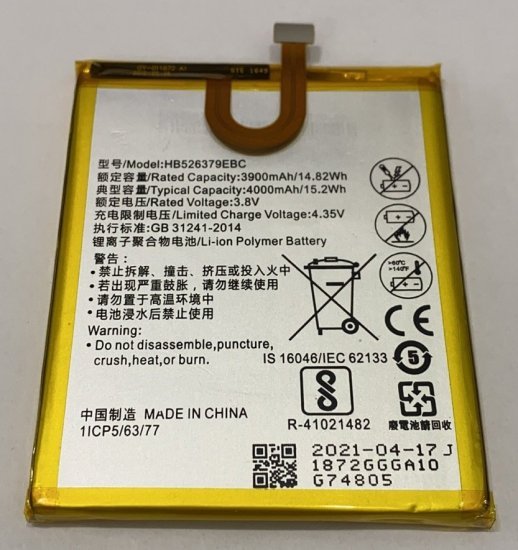 型号/Model:HB526379EBC
额定容量/Rated Capacity:3900mAh/14.82Wh
典型容量/Typical Capacity:4000mAh/15.2Wh
额定电压/Rated Voltage:3.8V
充电限制电压/Limited Charge Voltage:4.35V
执行标准:GB 31241-2014
锂离子聚合物电池/Li-ion Polymer Battery
警告:
• 禁止拆解、撞击、挤压或投入火中
• 若出现严重鼓胀，请勿继续使用
• 请勿置于高温环境中
• 电池浸水后禁止使用
>60℃
>140℉
Warning:
• Do not disassemble,puncture,
crush,heat,or burn.
IS 16046/IEC 62133
CE
5
R-41021482
廢電池請回收
中国制造 MADE IN CHINA
1ICP5/63/77
2021-04-17 J
1872GGGA10
G74805